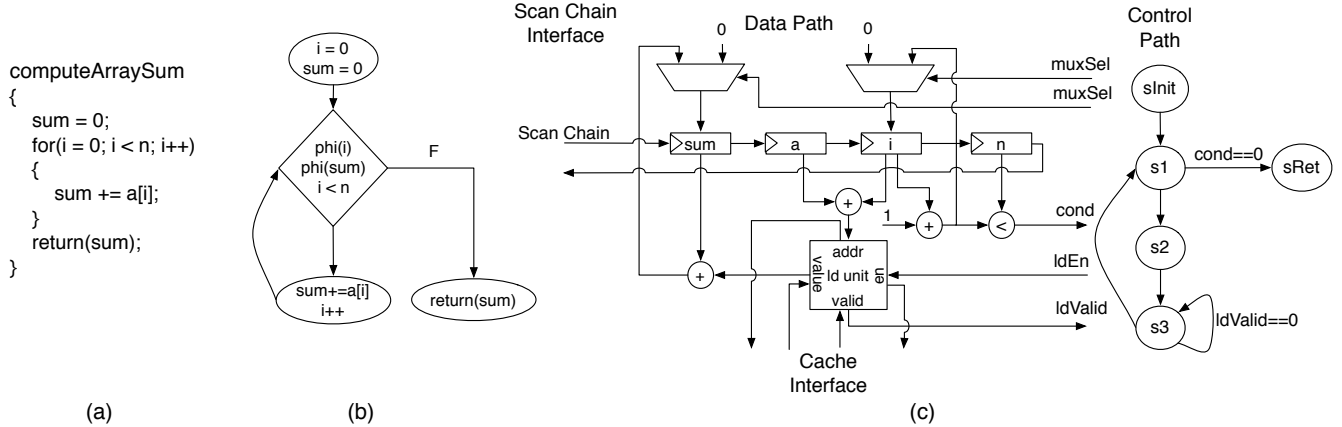 computeArraySum
{
sum = 0;
for(i = 0; i < n; i++)
{
sum += a[i];
}
return(sum);
}
(a)
i = 0
sum = 0
phi(i)
phi(sum)
i < n
F
sum+=a[i]
i++
return(sum)
(b)
Scan Chain
Interface
Data Path
Control
Path
0
0
muxSel
muxSel
Scan Chain
sum
a
i
n
+
1
+
<
cond
+
addr
value
ld unit
en
valid
ldEn
ldValid
Cache
Interface
sInit
s1
cond==0
sRet
s2
s3
ldValid==0
(c)